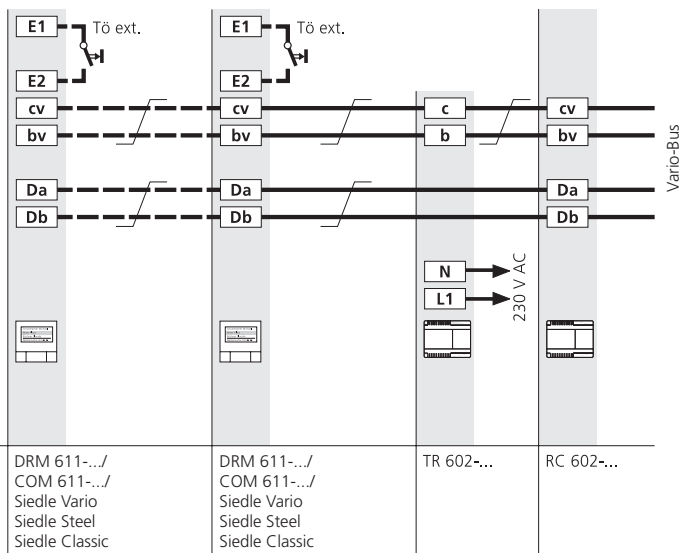 E1 Tö ext. E1 Tö ext.
E2 E2
cv cv c cv
bv bv b bv
Vario-Bus
Da Da Da
Db Db Db
N
L1
230 V AC
DRM 611-.../ DRM 611-.../ TR 602-... RC 602-...
COM 611-.../ COM 611-.../
Siedle Vario Siedle Vario
Siedle Steel Siedle Steel
Siedle Classic Siedle Classic